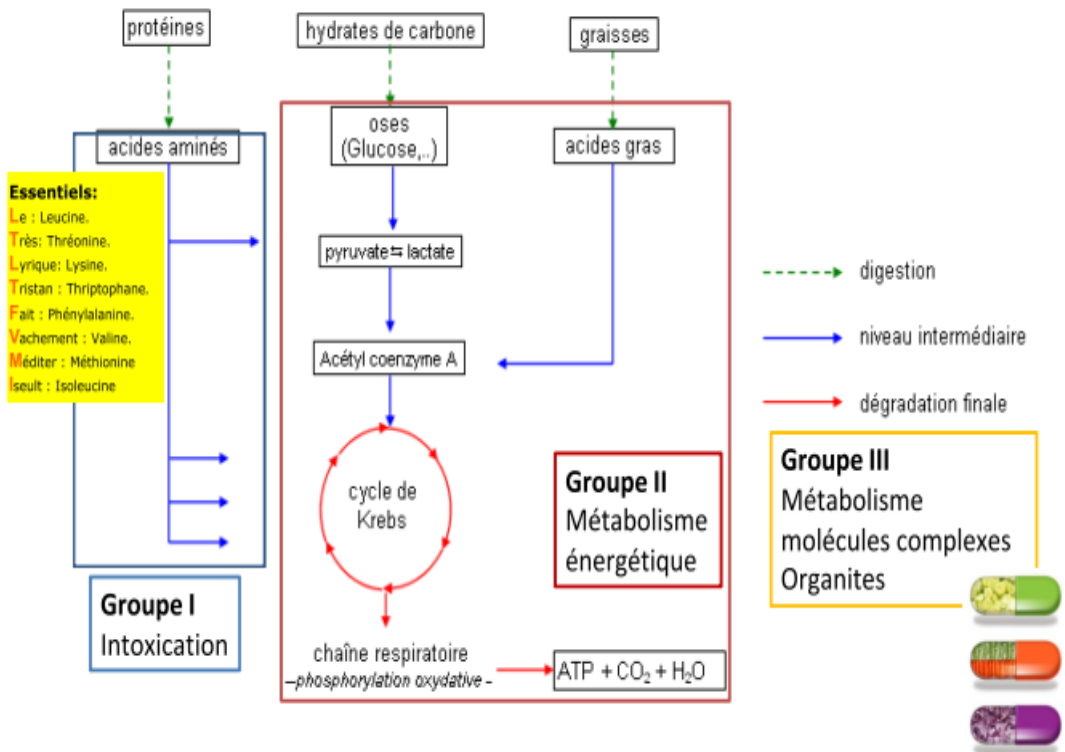 protéines
hydrates de carbone
graisses
acides aminés
oses
(Glucose,..)
acides gras
Essentiels:
Le : Leucine.
Très: Thréonine.
Lyrique: Lysine.
Tristan : Thriptophane.
Fait : Phénylalanine.
Vachement : Valine.
Méditer : Méthionine
Iseult : Isoleucine
pyruvate⇆ lactate
Acétyl coenzyme A
cycle de
Krebs
chaîne respiratoire
–phosphorylation oxydative -
ATP + CO₂ + H₂O
digestion
niveau intermédiaire
dégradation finale
Groupe I
Intoxication
Groupe II
Métabolisme
énergétique
Groupe III
Métabolisme
molécules complexes
Organites